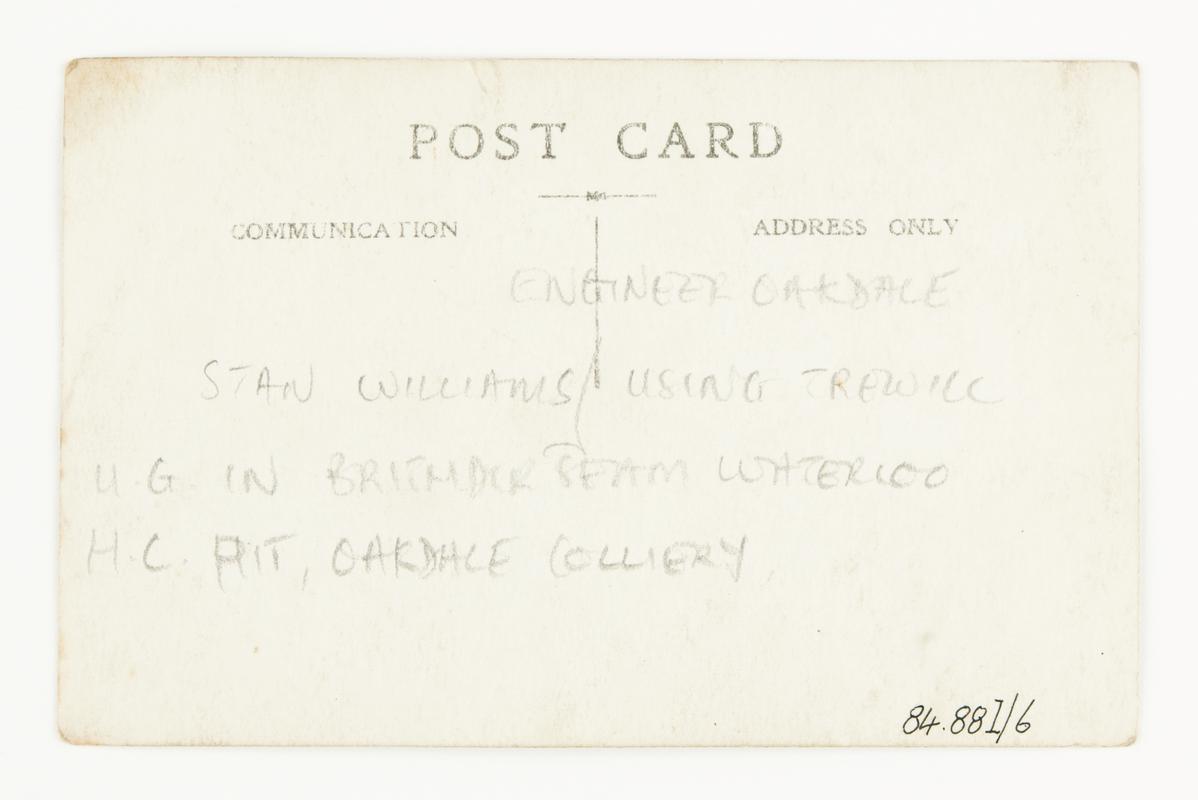 POST CARD
COMMUNICATION
ADDRESS ONLY
ENGINEER OAKDALE
STAN WILLIAMS/ USING TREWILL
U.G. IN BRITHDIR SEAM WATERLOO
H.C. PIT, OAKDALE COLLIERY,
84.88I/6